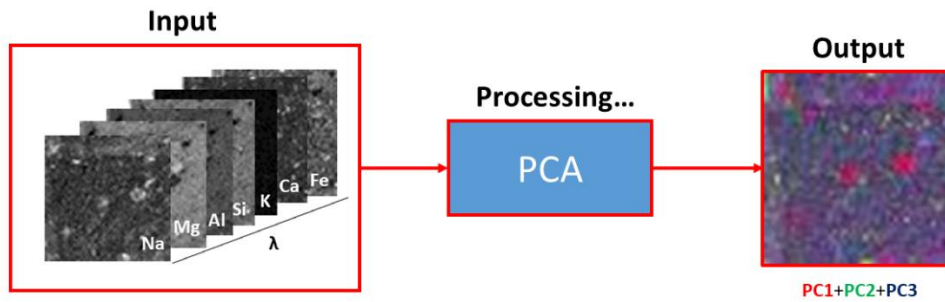 Input
Na
Mg
Al
Si
K
Ca
Fe
λ
Processing...
PCA
Output
PC1+PC2+PC3